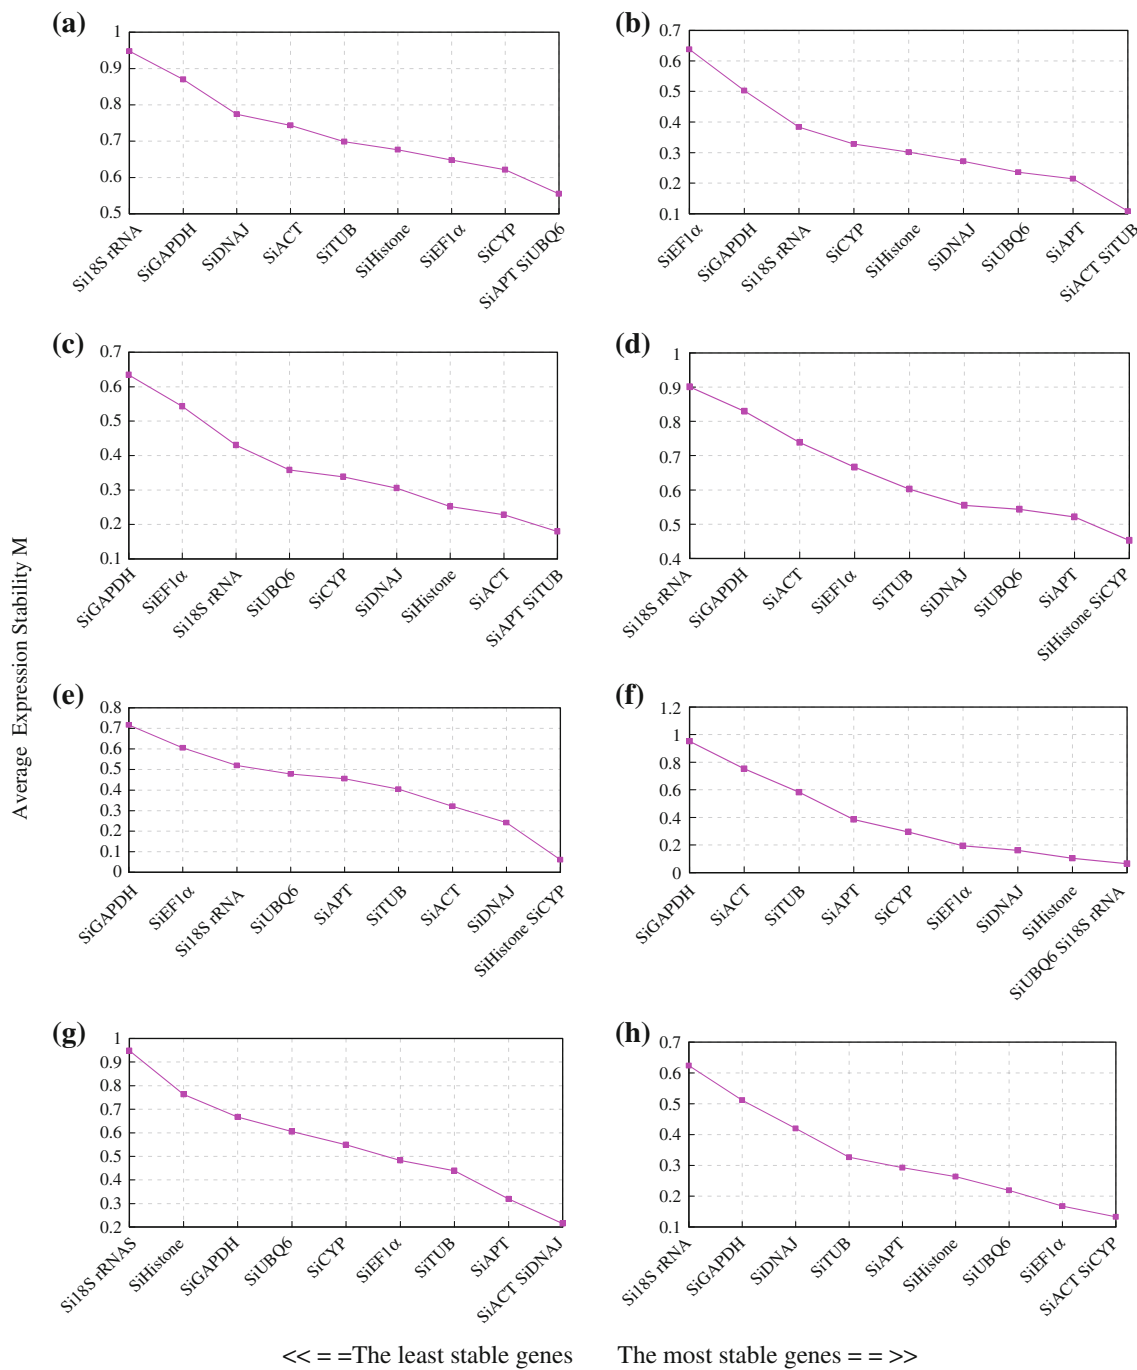 Average Expression Stability M
(a)
1
0.9
0.8
0.7
0.6
0.5
Si18S rRNA
SiGAPDH
SiDNAJ
SiACT
SiTUB
SiHistone
SiEF1α
SiCYP
SiAPT SiUBQ6
(b)
0.7
0.6
0.5
0.4
0.3
0.2
0.1
SiEF1α
SiGAPDH
Si18S rRNA
SiCYP
SiHistone
SiDNAJ
SiUBQ6
SiAPT
SiACT SiTUB
(c)
0.7
0.6
0.5
0.4
0.3
0.2
0.1
SiGAPDH
SiEF1α
Si18S rRNA
SiUBQ6
SiCYP
SiDNAJ
SiHistone
SiACT
SiAPT SiTUB
(d)
1
0.9
0.8
0.7
0.6
0.5
0.4
Si18S rRNA
SiGAPDH
SiACT
SiEF1α
SiTUB
SiDNAJ
SiUBQ6
SiAPT
SiHistone SiCYP
(e)
0.8
0.7
0.6
0.5
0.4
0.3
0.2
0.1
0
SiGAPDH
SiEF1α
Si18S rRNA
SiUBQ6
SiAPT
SiTUB
SiACT
SiDNAJ
SiHistone SiCYP
(f)
1.2
1
0.8
0.6
0.4
0.2
0
SiGAPDH
SiACT
SiTUB
SiAPT
SiCYP
SiEF1α
SiDNAJ
SiHistone
SiUBQ6 Si18S rRNA
(g)
1
0.9
0.8
0.7
0.6
0.5
0.4
0.3
0.2
Si18S rRNAS
SiHistone
SiGAPDH
SiUBQ6
SiCYP
SiEF1α
SiTUB
SiAPT
SiACT SiDNAJ
(h)
0.7
0.6
0.5
0.4
0.3
0.2
0.1
Si18S rRNA
SiGAPDH
SiDNAJ
SiTUB
SiAPT
SiHistone
SiUBQ6
SiEF1α
SiACT SiCYP
<< = =The least stable genes The most stable genes = = >>